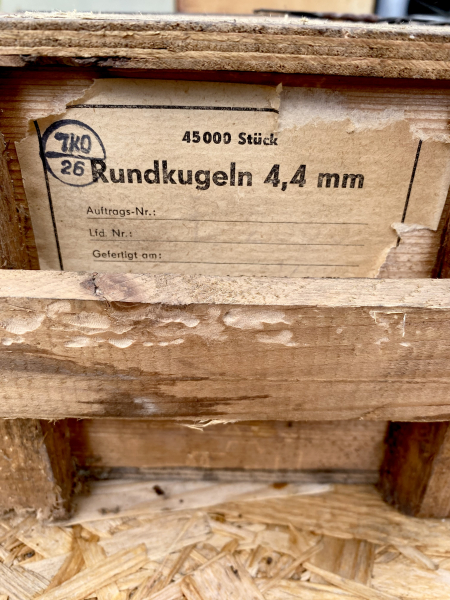 45000 Stück
TKO
26
Rundkugeln 4,4 mm
Auftrags-Nr.:
Lfd. Nr.:
Gefertigt am: